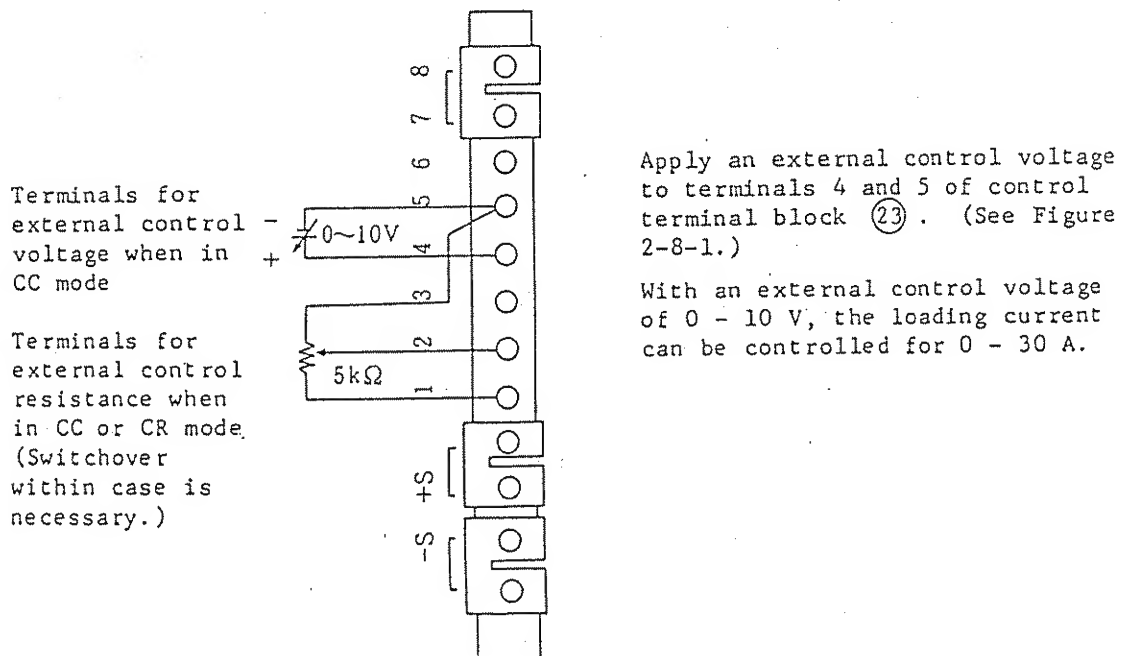 Terminals for
external control
voltage when in
CC mode
-
+
0~10V
Terminals for
external control
resistance when
in CC or CR mode.
(Switchover
within case is
necessary.)
5kΩ
8
7
6
5
4
3
2
1
+S
-S
Apply an external control voltage
to terminals 4 and 5 of control
terminal block (23) . (See Figure
2-8-1.)
With an external control voltage
of 0 - 10 V, the loading current
can be controlled for 0 - 30 A.